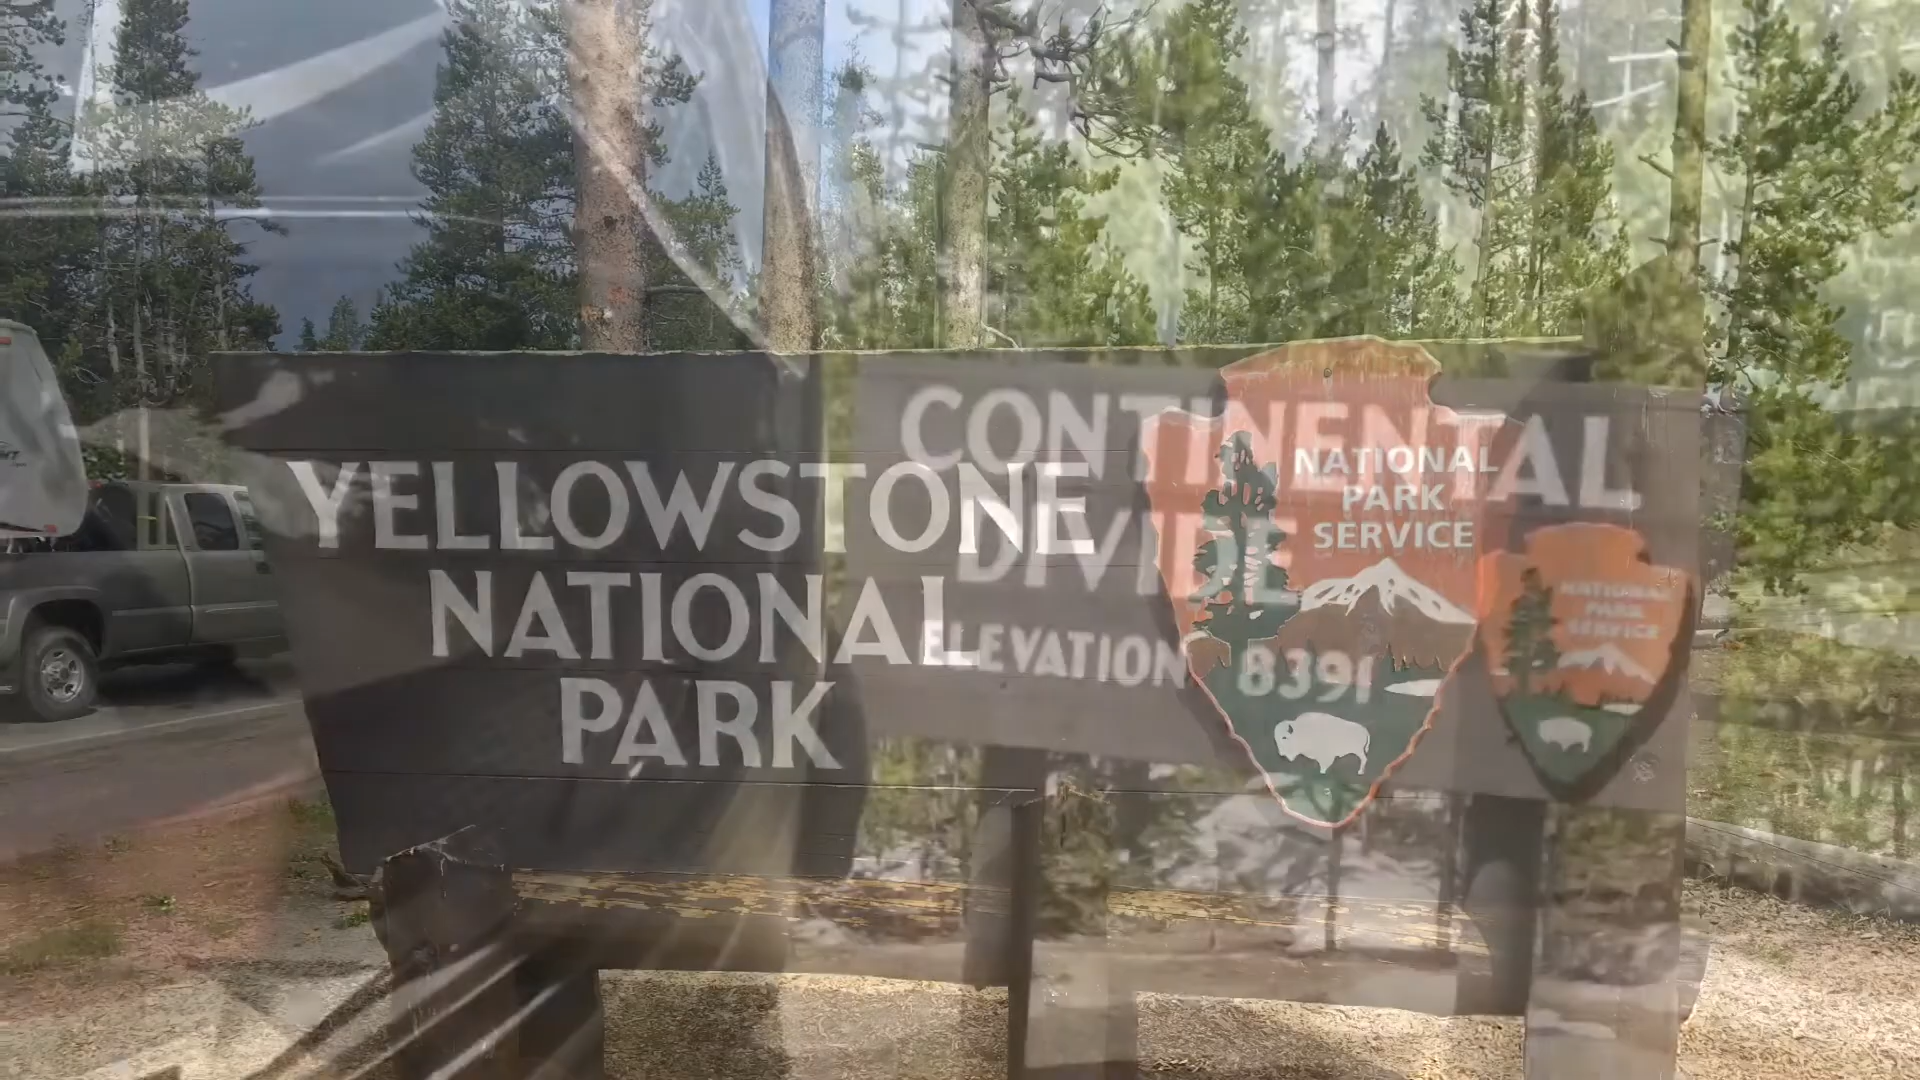 YELLOWSTONE
NATIONAL
PARK
NATIONAL
PARK
SERVICE
CONTINENTAL
DIVIDE
ELEVATION 8391
NATIONAL
PARK
SERVICE